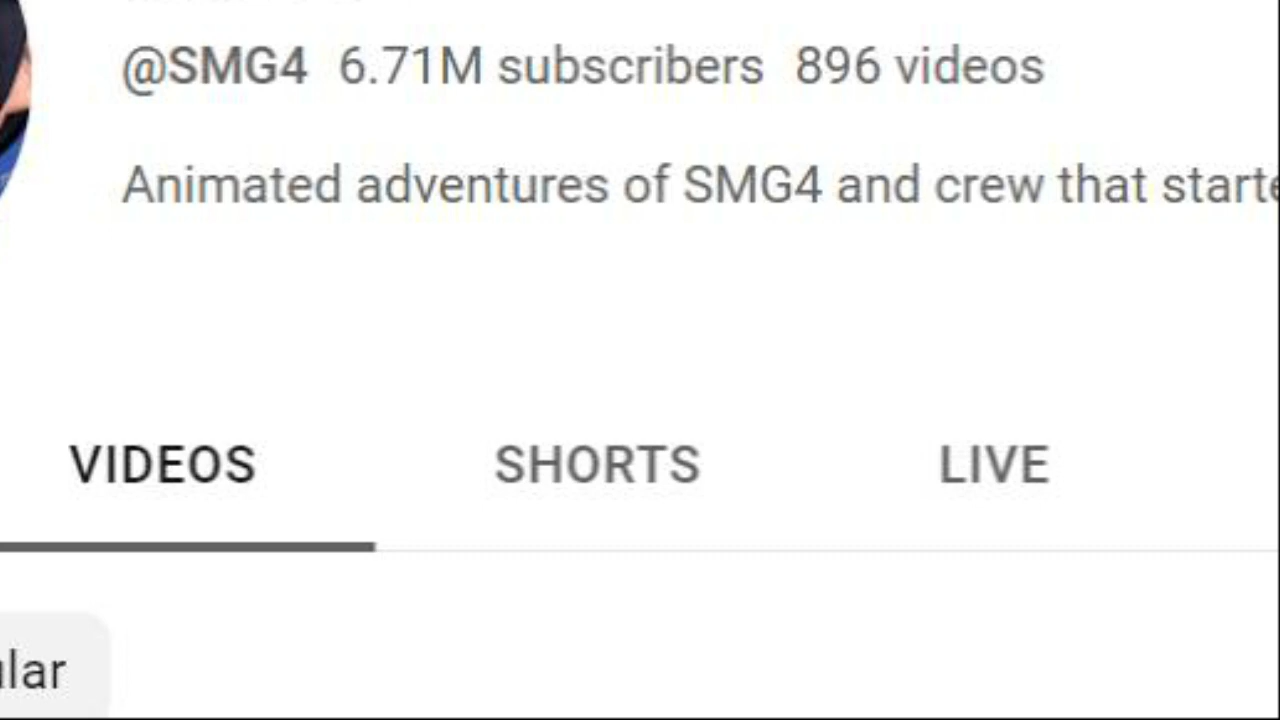 @SMG4 6.71M subscribers 896 videos
Animated adventures of SMG4 and crew that starte
VIDEOS SHORTS LIVE
ular